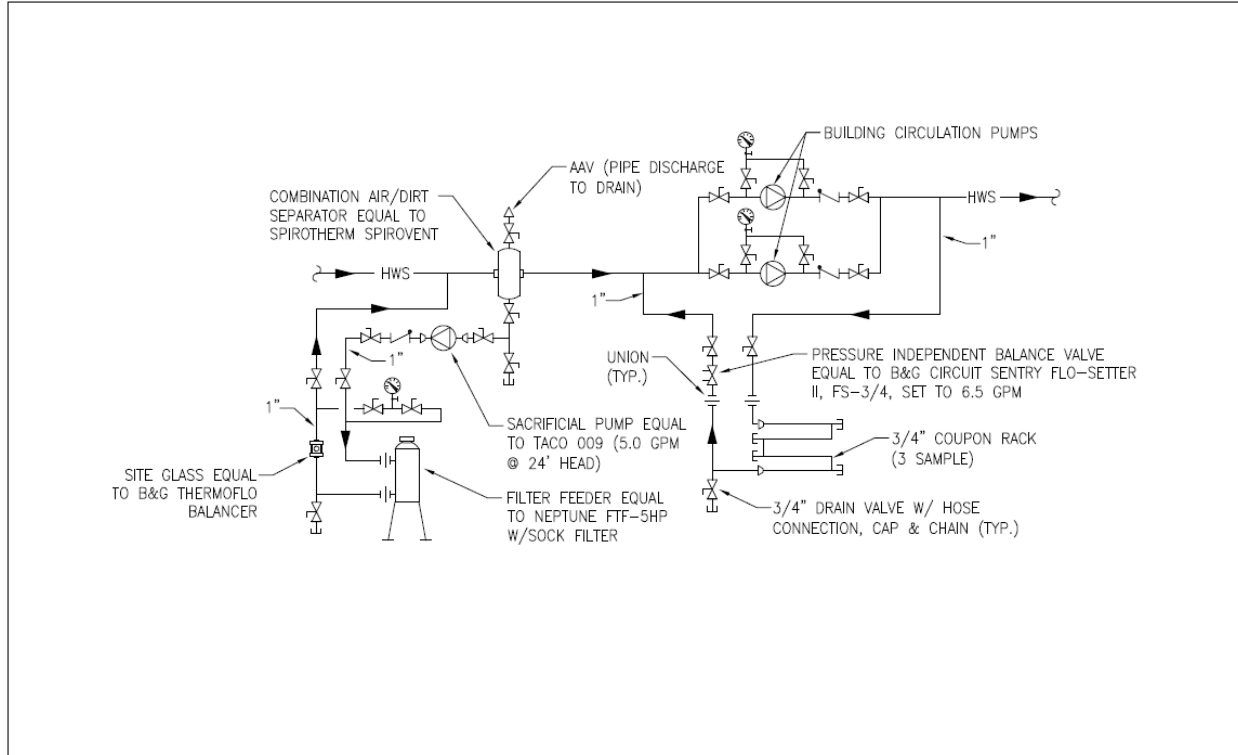 BUILDING CIRCULATION PUMPS
AAV (PIPE DISCHARGE
TO DRAIN)
COMBINATION AIR/DIRT
SEPARATOR EQUAL TO
SPIROTHERM SPIROVENT
HWS
1"
HWS
1"
1"
UNION
(TYP.)
PRESSURE INDEPENDENT BALANCE VALVE
EQUAL TO B&G CIRCUIT SENTRY FLO-SETTER
II, FS-3/4, SET TO 6.5 GPM
1"
SACRIFICIAL PUMP EQUAL
TO TACO 009 (5.0 GPM
@ 24' HEAD)
3/4" COUPON RACK
(3 SAMPLE)
SITE GLASS EQUAL
TO B&G THERMOFLO
BALANCER
FILTER FEEDER EQUAL
TO NEPTUNE FTF-5HP
W/SOCK FILTER
3/4" DRAIN VALVE W/ HOSE
CONNECTION, CAP & CHAIN (TYP.)